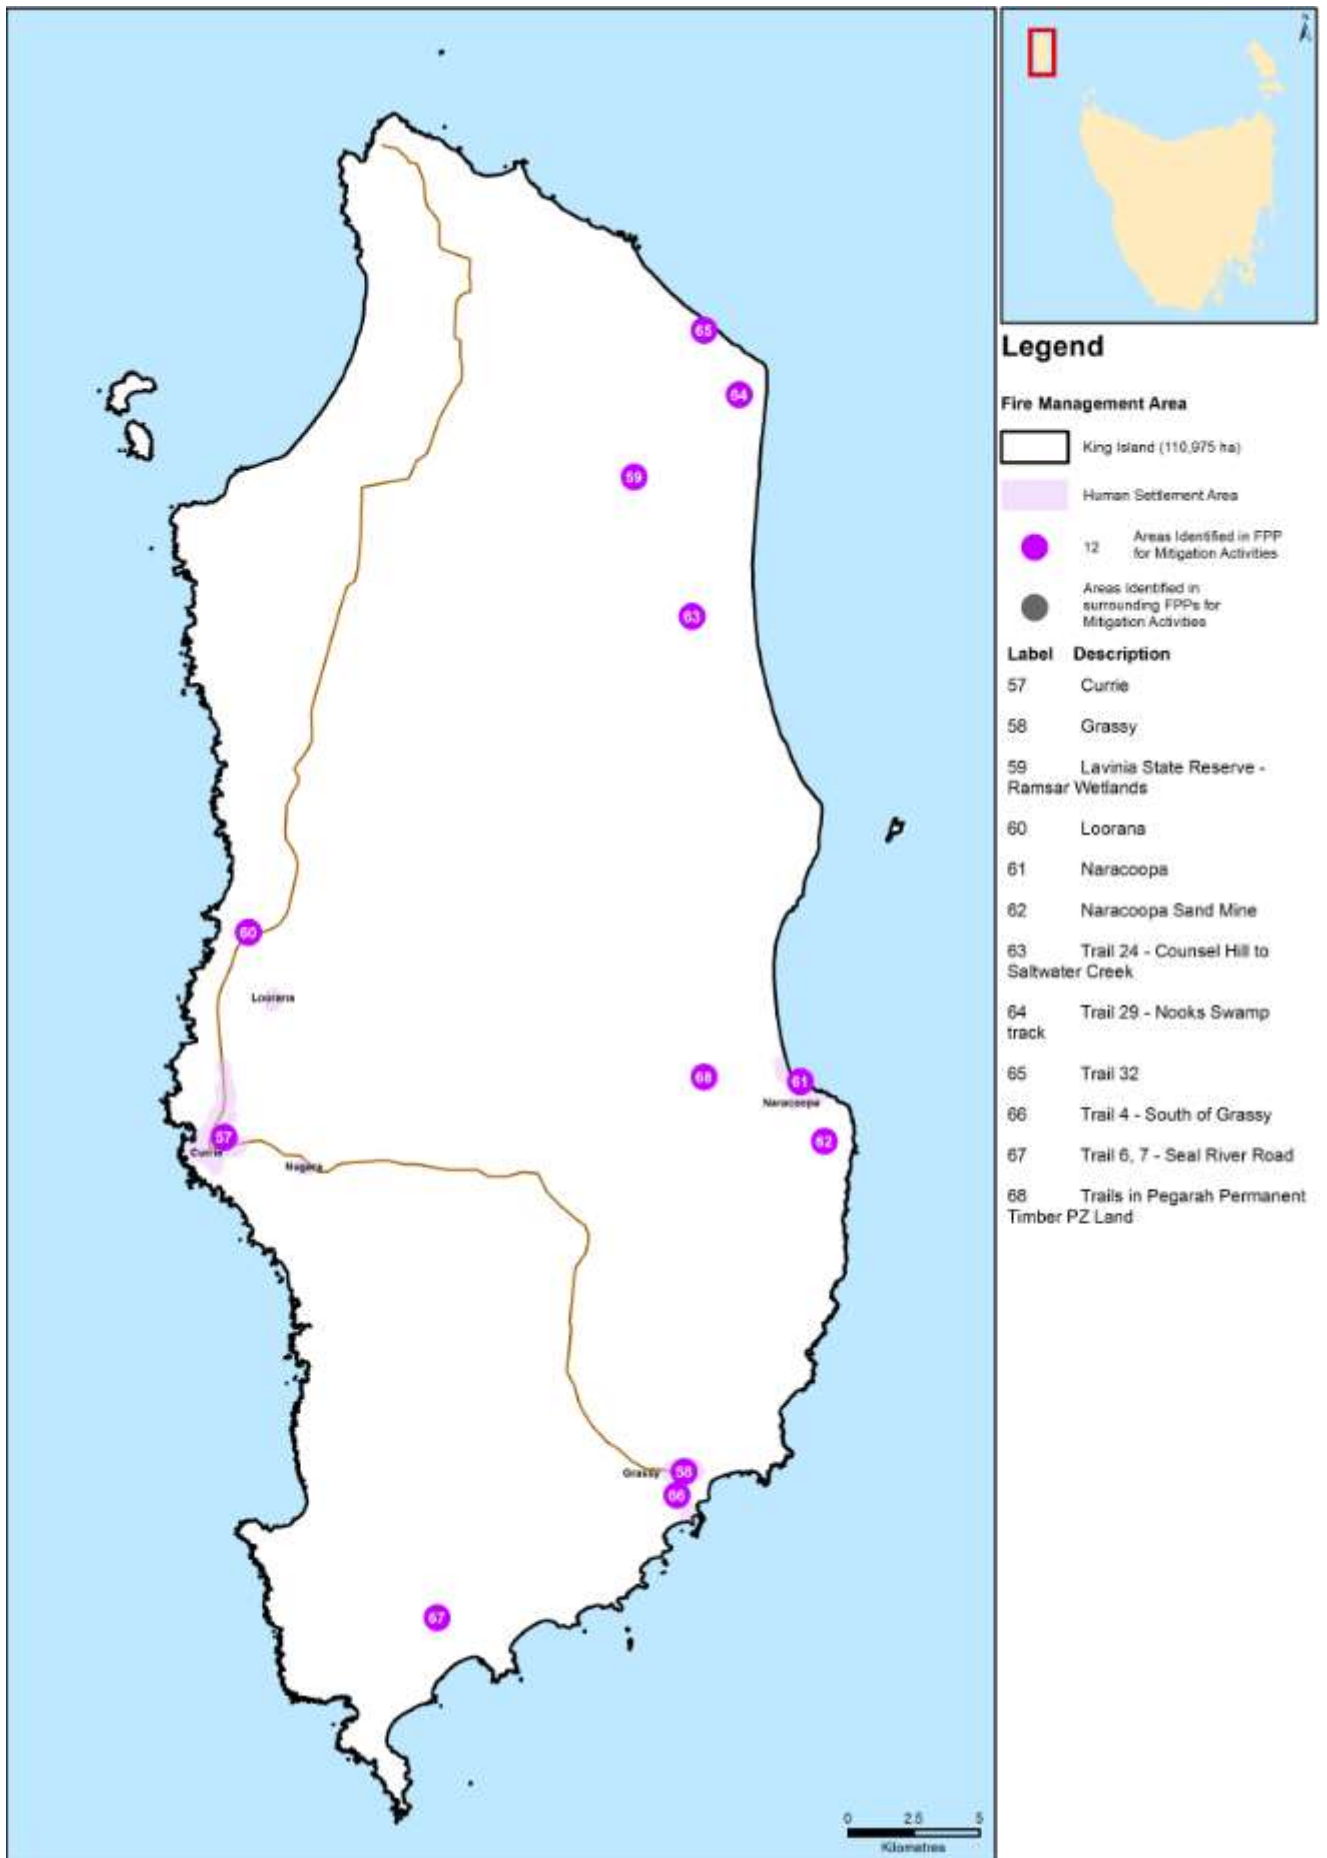 N
65
64
59
63
60
Loorana
68
61
Naracoopa
57
62
Currie
Nugara
Grassy
58
66
67
0 2.5 5
Kilometres
Legend
Fire Management Area
King Island (110,975 ha)
Human Settlement Area
12 Areas Identified in FPP
for Mitigation Activities
Areas Identified in
surrounding FPPs for
Mitigation Activities
Label Description
57 Currie
58 Grassy
59 Lavinia State Reserve -
Ramsar Wetlands
60 Loorana
61 Naracoopa
62 Naracoopa Sand Mine
63 Trail 24 - Counsel Hill to
Saltwater Creek
64 Trail 29 - Nooks Swamp
track
65 Trail 32
66 Trail 4 - South of Grassy
67 Trail 6, 7 - Seal River Road
68 Trails in Pegarah Permanent
Timber PZ Land